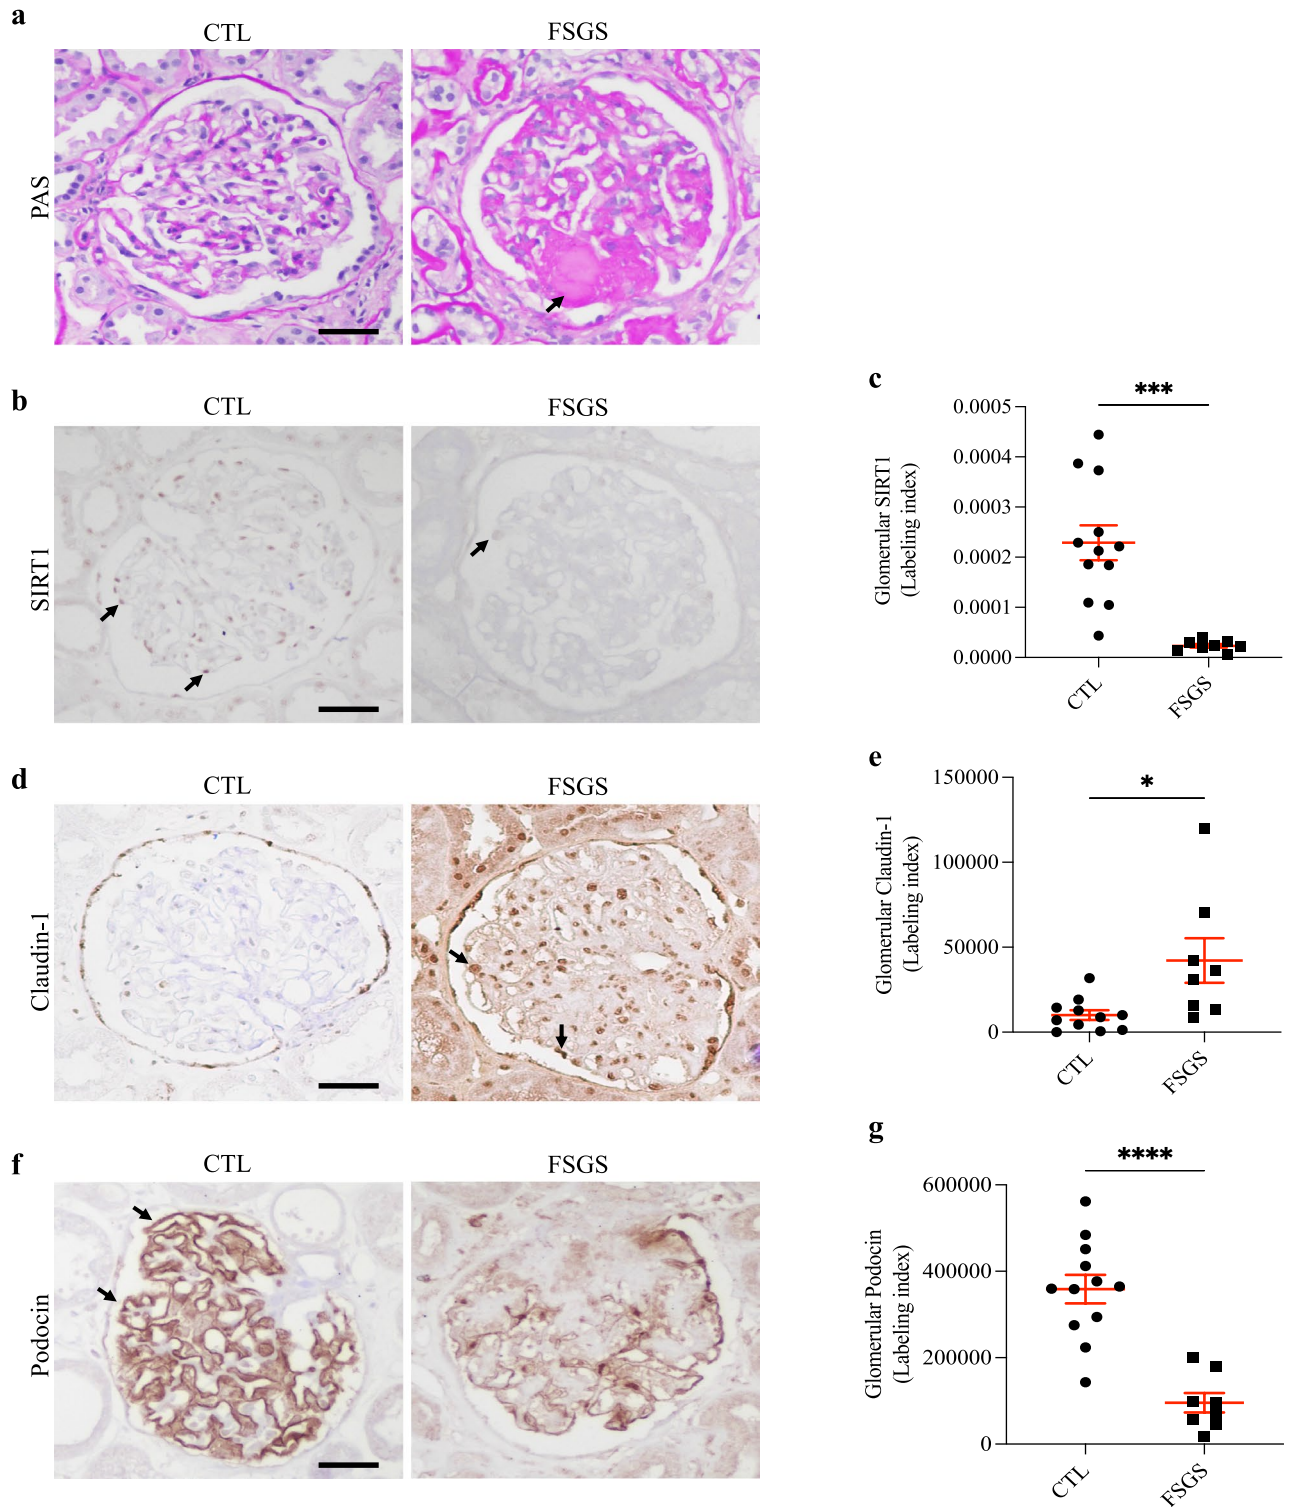 a
CTL
FSGS
PAS
b
CTL
FSGS
SIRT1
c
***
0.0005
0.0004
0.0003
0.0002
0.0001
0.0000
Glomerular SIRT1
(Labeling index)
CTL
FSGS
d
CTL
FSGS
Claudin-1
e
*
150000
100000
50000
0
Glomerular Claudin-1
(Labeling index)
CTL
FSGS
f
CTL
FSGS
Podocin
g
****
600000
400000
200000
0
Glomerular Podocin
(Labeling index)
CTL
FSGS